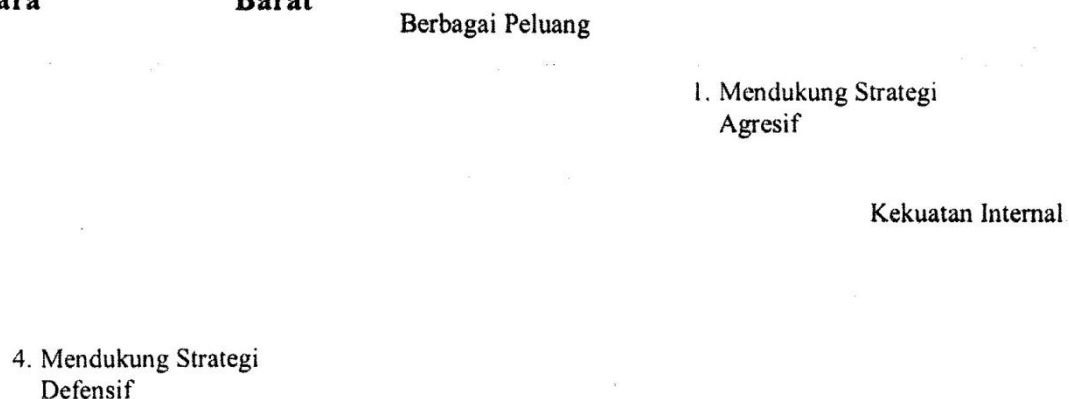 Barat
Berbagai Peluang
1. Mendukung Strategi
Agresif
Kekuatan Internal
4. Mendukung Strategi
Defensif